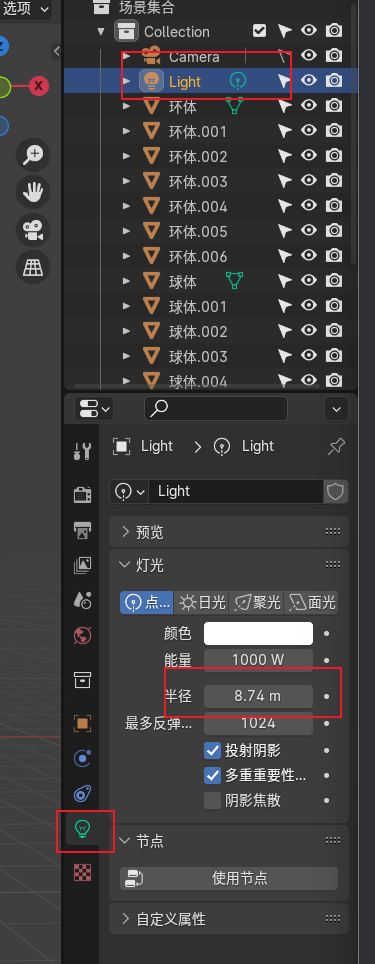 选项
场景集合
Collection
Camera
Light
环体
环体.001
环体.002
环体.003
环体.004
环体.005
环体.006
球体
球体.001
球体.002
球体.003
球体.004
X
Z
Light > Light
Light
预览
灯光
点... 日光 聚光 面光
颜色
能量 1000 W
半径 8.74 m
最多反弹... 1024
投射阴影
多重重要性...
阴影焦散
节点
使用节点
自定义属性